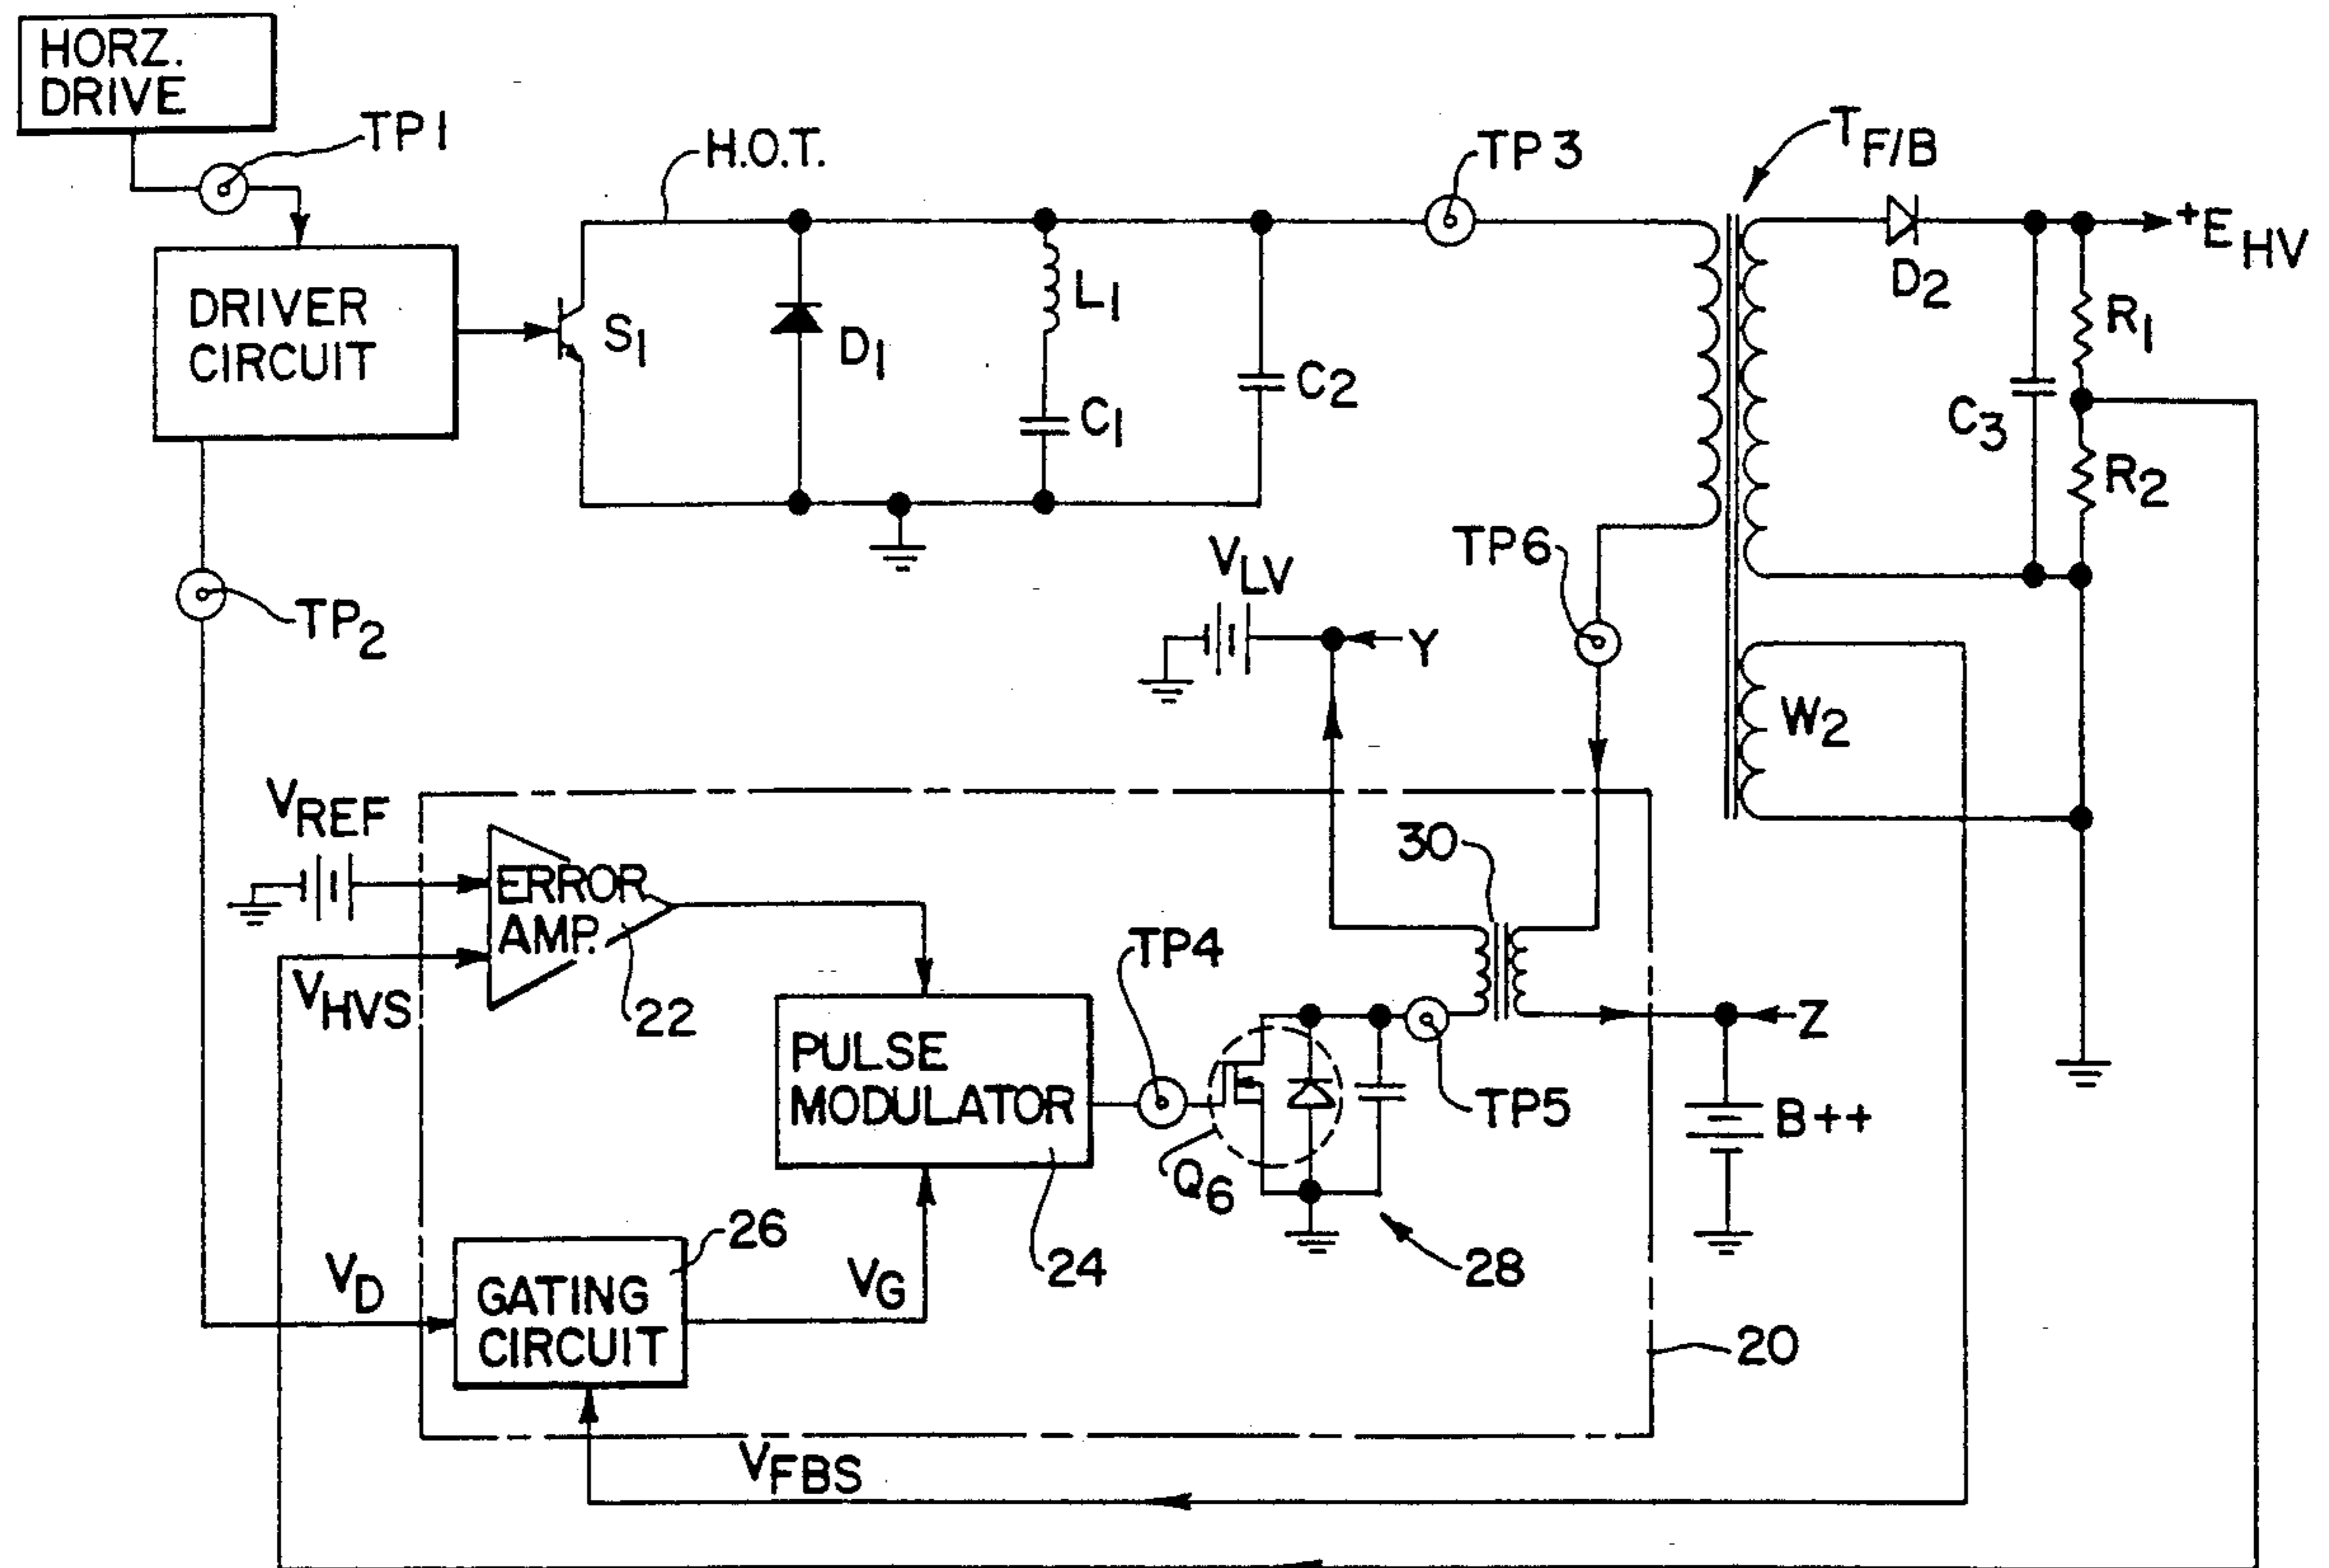 HORZ.
DRIVE
TP1
H.O.T.
TP3
T F/B
+E HV
DRIVER
CIRCUIT
S1
D1
L1
C1
C2
D2
R1
C3
R2
TP2
VLV
Y
TP6
W2
VREF
ERROR
AMP.
22
VHVS
30
TP4
PULSE
MODULATOR
24
Q6
TP5
Z
B++
28
VD
GATING
CIRCUIT
26
VG
20
VFBS